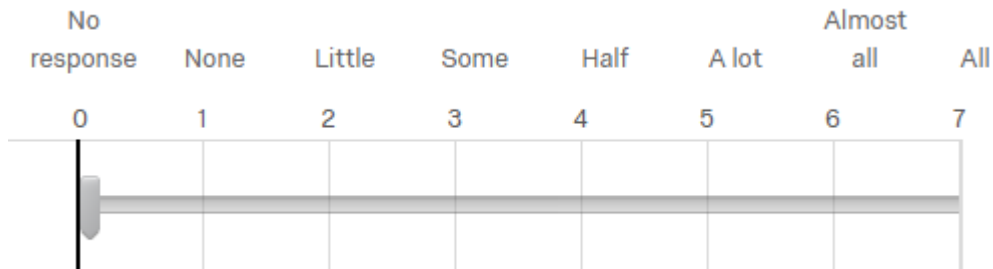 No Almost
response None Little Some Half A lot all All
0 1 2 3 4 5 6 7